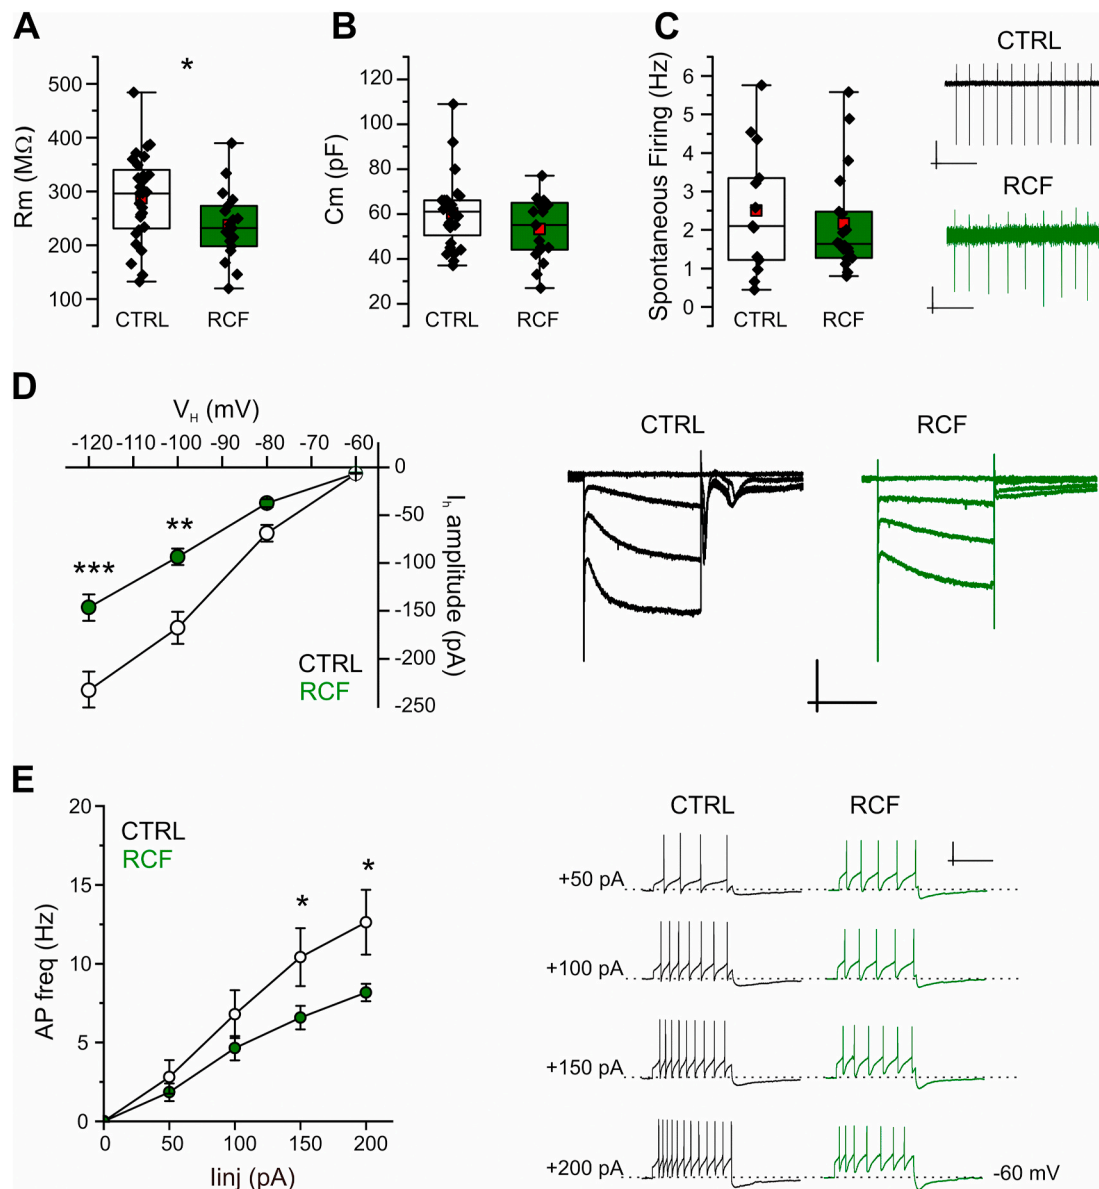 A
B
C
*
Rm (MΩ)
500
400
300
200
100
CTRL
RCF
Cm (pF)
120
100
80
60
40
20
CTRL
RCF
Spontaneous Firing (Hz)
6
5
4
3
2
1
0
CTRL
RCF
CTRL
RCF
D
V_H (mV)
-120 -110 -100 -90 -80 -70 -60
0
-50
-100
-150
-200
-250
I_h amplitude (pA)
**
***
CTRL
RCF
CTRL
RCF
E
AP freq (Hz)
20
15
10
5
0
CTRL
RCF
*
*
0 50 100 150 200
Iinj (pA)
CTRL
RCF
+50 pA
+100 pA
+150 pA
+200 pA
-60 mV